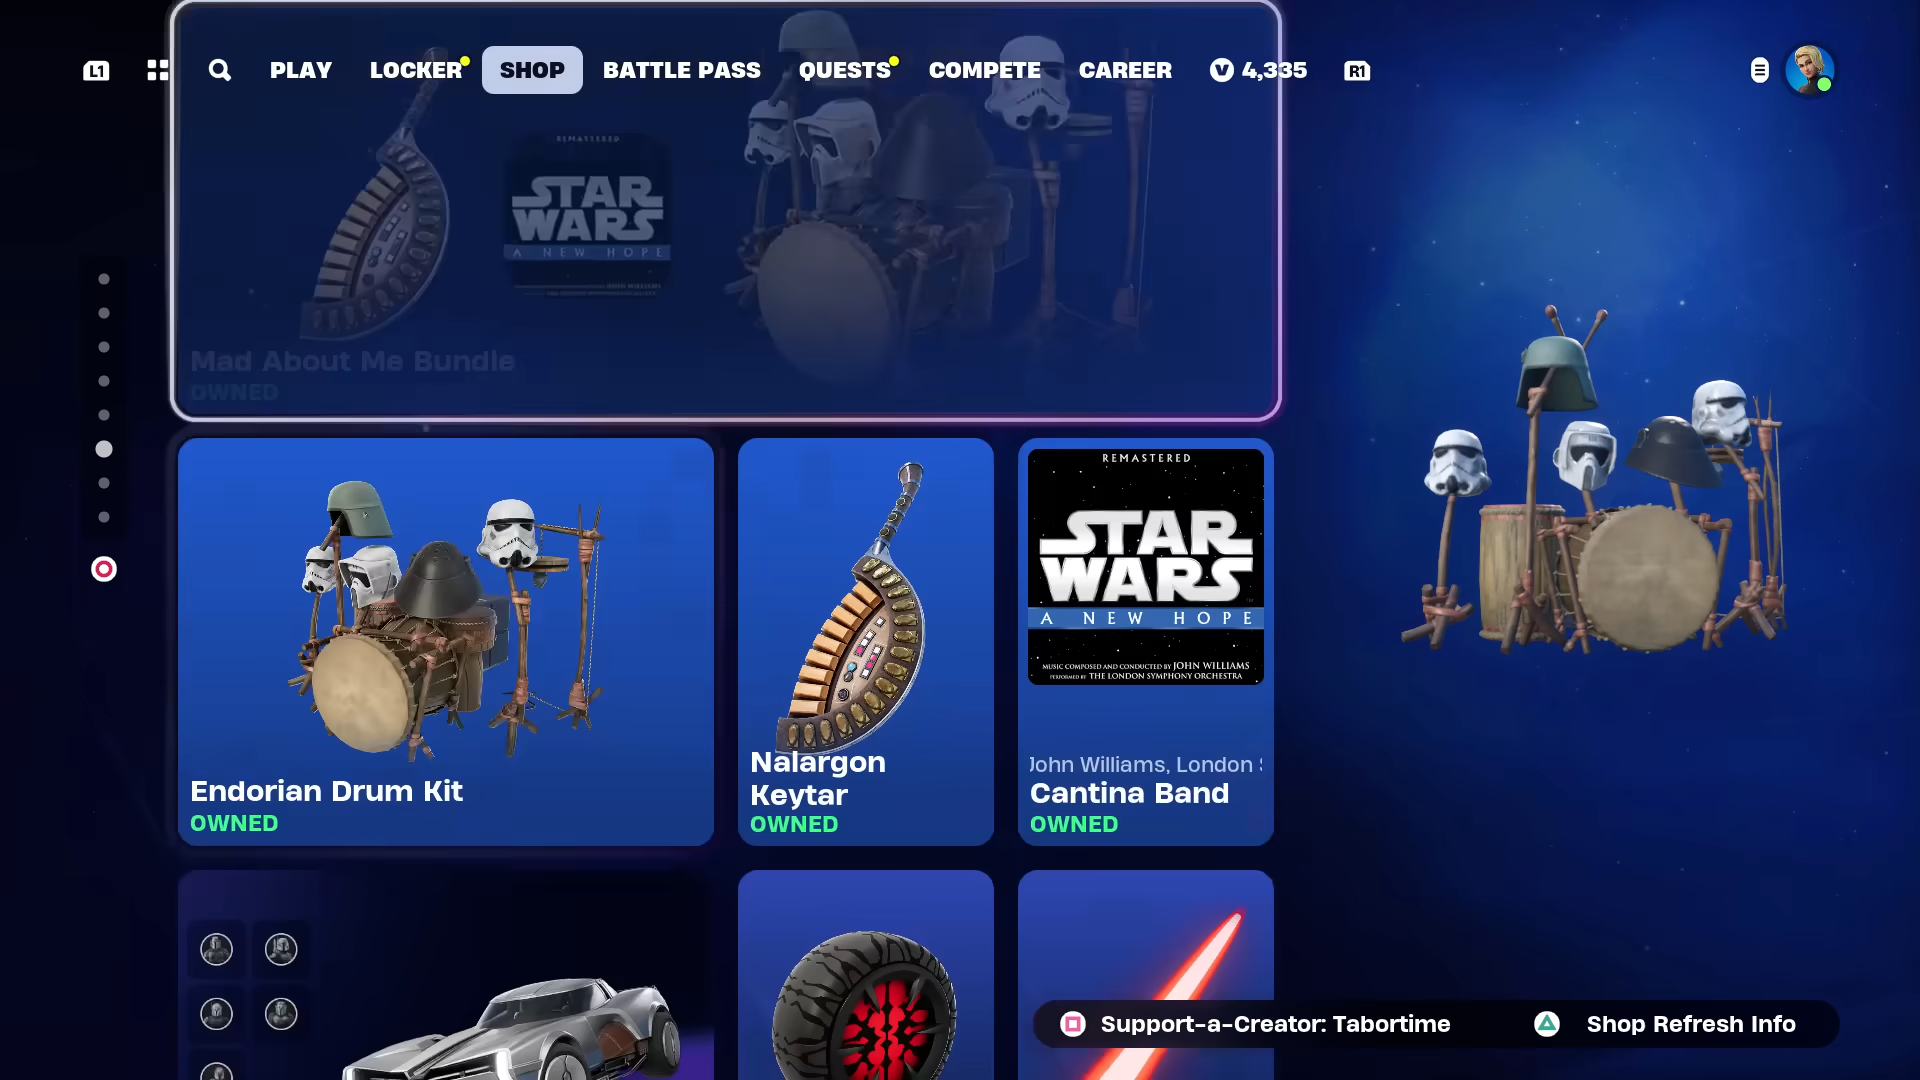 L1
PLAY
LOCKER
SHOP
BATTLE PASS
QUESTS
COMPETE
CAREER
V 4,335
R1
REMASTERED
STAR
WARS
A NEW HOPE
Mad About Me Bundle
OWNED
Endorian Drum Kit
OWNED
Nalargon
Keytar
OWNED
REMASTERED
STAR
WARS
A NEW HOPE
MUSIC COMPOSED AND CONDUCTED BY JOHN WILLIAMS
PERFORMED BY THE LONDON SYMPHONY ORCHESTRA
John Williams, London
Cantina Band
OWNED
Support-a-Creator: Tabortime
Shop Refresh Info